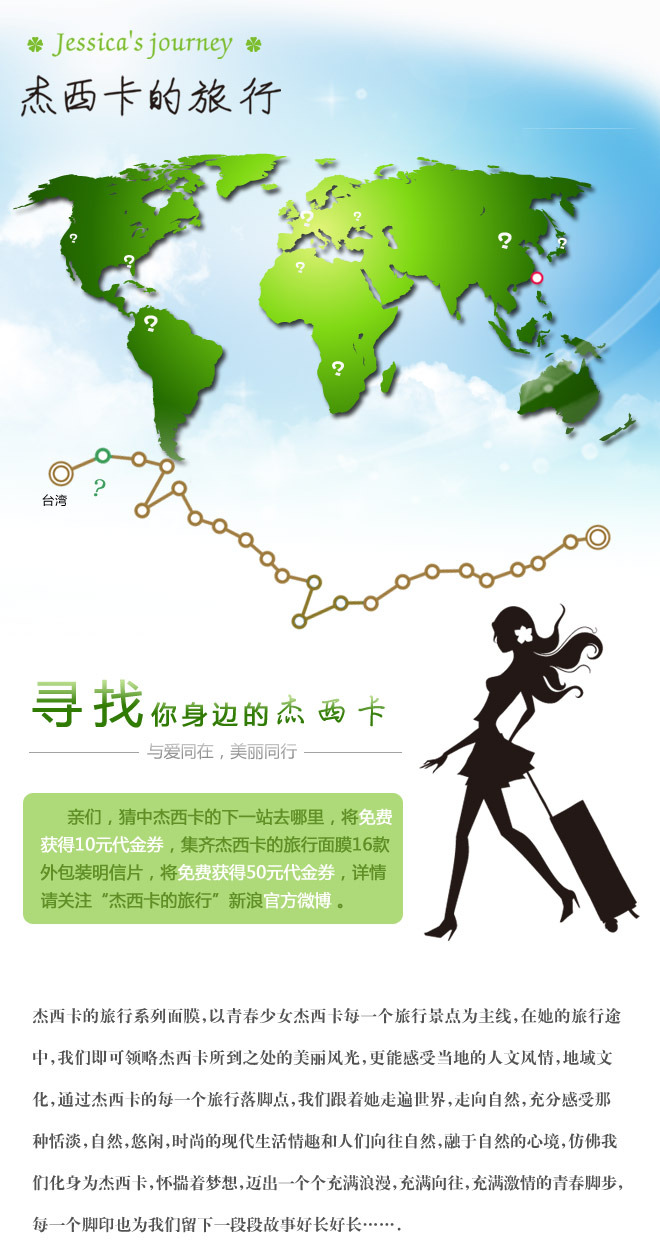 Jessica's journey
杰西卡的旅行
?
?
?
?
?
?
?
?
?
台湾
?
寻找你身边的杰西卡
与爱同在，美丽同行
亲们，猜中杰西卡的下一站去哪里，将免费
获得10元代金券，集齐杰西卡的旅行面膜16款
外包装明信片，将免费获得50元代金券，详情
请关注“杰西卡的旅行”新浪官方微博 。
杰西卡的旅行系列面膜,以青春少女杰西卡每一个旅行景点为主线,在她的旅行途
中,我们即可领略杰西卡所到之处的美丽风光,更能感受当地的人文风情,地域文
化,通过杰西卡的每一个旅行落脚点,我们跟着她走遍世界,走向自然,充分感受那
种恬淡,自然,悠闲,时尚的现代生活情趣和人们向往自然,融于自然的心境,仿佛我
们化身为杰西卡,怀揣着梦想,迈出一个个充满浪漫,充满向往,充满激情的青春脚步,
每一个脚印也为我们留下一段段故事好长好长…….